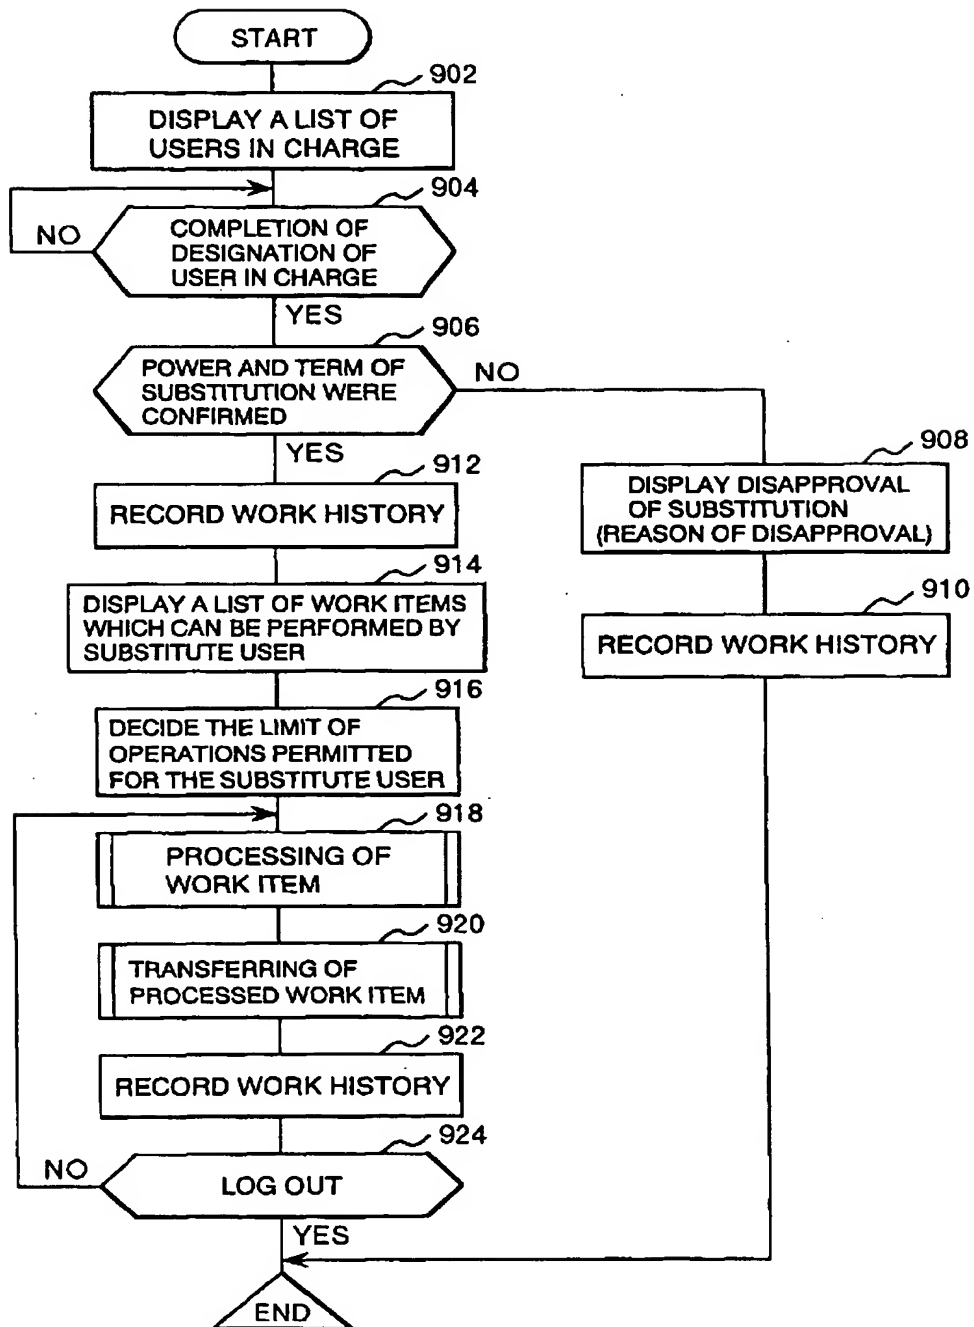 START
902
DISPLAY A LIST OF
USERS IN CHARGE
904
NO
COMPLETION OF
DESIGNATION OF
USER IN CHARGE
YES
906
POWER AND TERM OF
SUBSTITUTION WERE
CONFIRMED
NO
YES
908
DISPLAY DISAPPROVAL
OF SUBSTITUTION
(REASON OF DISAPPROVAL)
910
RECORD WORK HISTORY
912
RECORD WORK HISTORY
914
DISPLAY A LIST OF WORK ITEMS
WHICH CAN BE PERFORMED BY
SUBSTITUTE USER
916
DECIDE THE LIMIT OF
OPERATIONS PERMITTED
FOR THE SUBSTITUTE USER
918
PROCESSING OF
WORK ITEM
920
TRANSFERRING OF
PROCESSED WORK ITEM
922
RECORD WORK HISTORY
924
NO
LOG OUT
YES
END